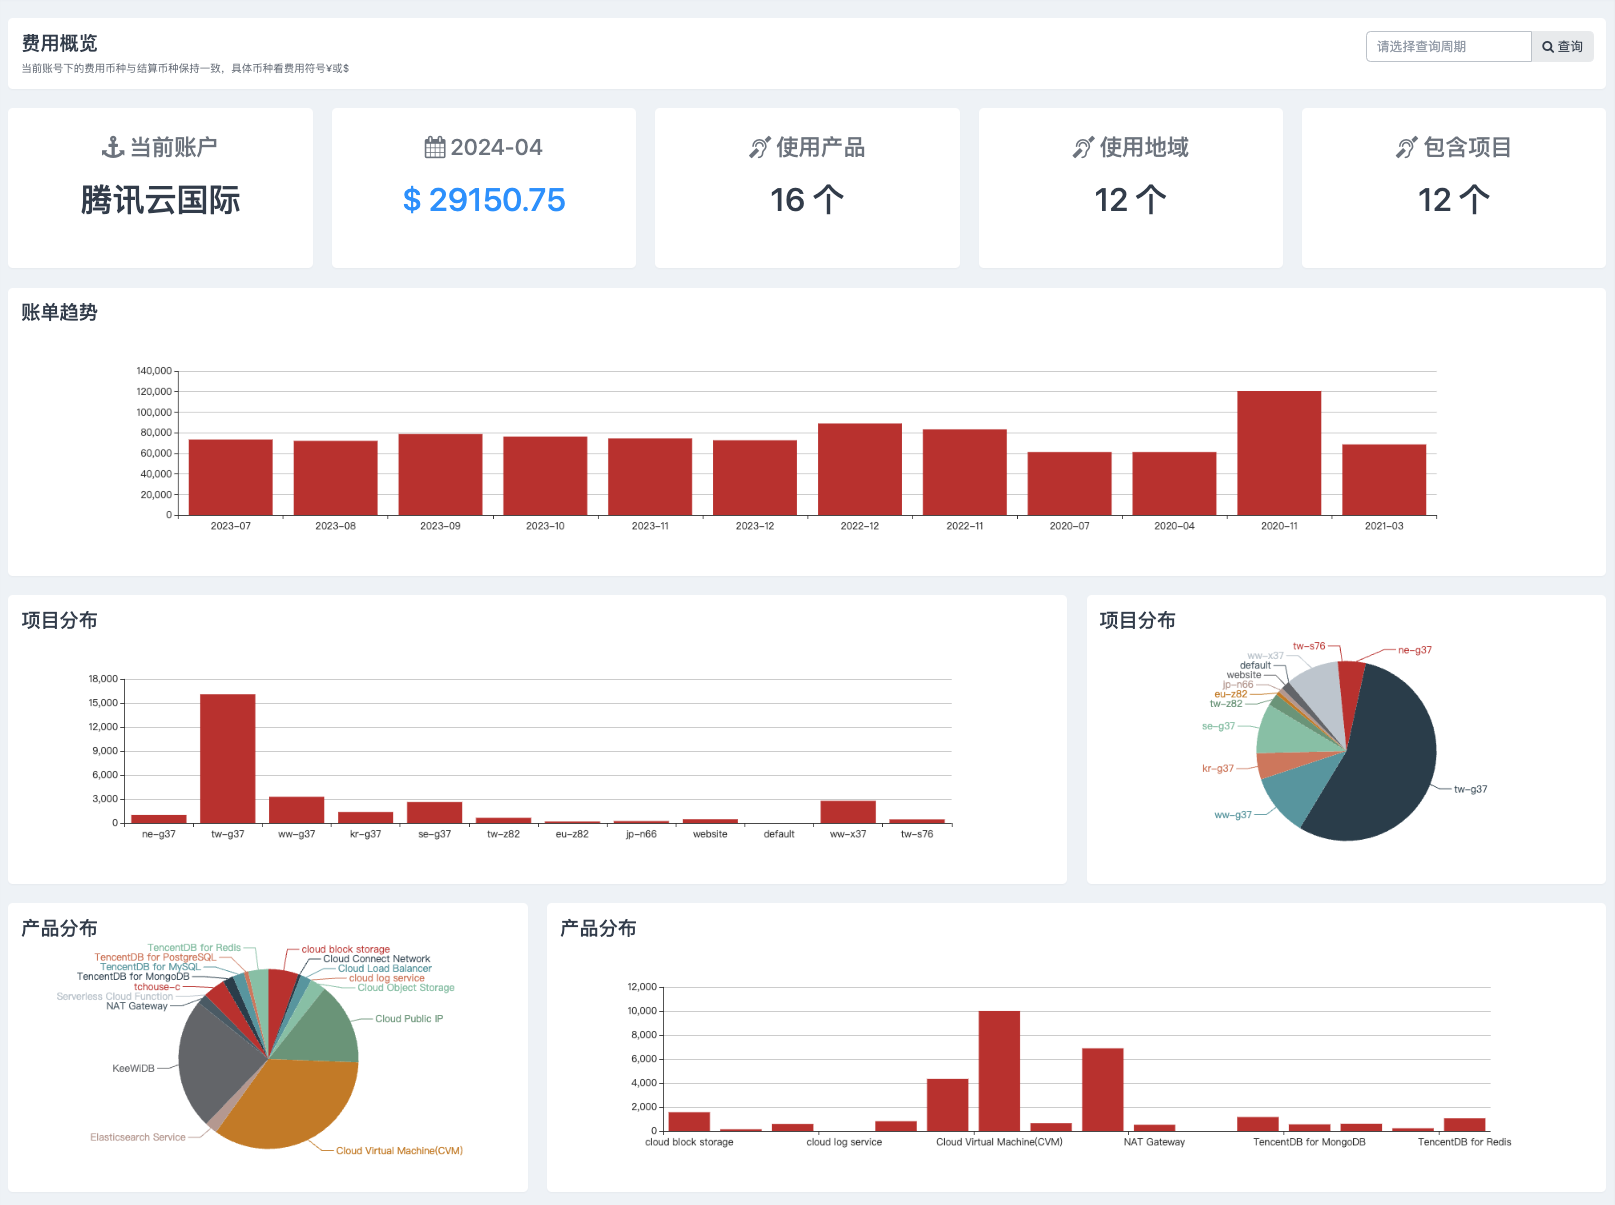 费用概览
当前账号下的费用币种与结算币种保持一致，具体币种看费用符号¥或$
请选择查询周期
查询
当前账户
腾讯云国际
2024-04
$ 29150.75
使用产品
16 个
使用地域
12 个
包含项目
12 个
账单趋势
140,000
120,000
100,000
80,000
60,000
40,000
20,000
0
2023-07
2023-08
2023-09
2023-10
2023-11
2023-12
2022-12
2022-11
2020-07
2020-04
2020-11
2021-03
项目分布
18,000
15,000
12,000
9,000
6,000
3,000
0
ne-g37
tw-g37
ww-g37
kr-g37
se-g37
tw-z82
eu-z82
jp-n66
website
default
ww-x37
tw-s76
项目分布
tw-s76
ne-g37
ww-x37
default
website
jp-n66
eu-z82
tw-z82
se-g37
kr-g37
tw-g37
ww-g37
产品分布
TencentDB for Redis
cloud block storage
TencentDB for PostgreSQL
Cloud Connect Network
TencentDB for MySQL
Cloud Load Balancer
TencentDB for MongoDB
cloud log service
tchouse-c
Cloud Object Storage
Serverless Cloud Function
NAT Gateway
Cloud Public IP
KeeWiDB
Elasticsearch Service
Cloud Virtual Machine(CVM)
产品分布
12,000
10,000
8,000
6,000
4,000
2,000
0
cloud block storage
cloud log service
Cloud Virtual Machine(CVM)
NAT Gateway
TencentDB for MongoDB
TencentDB for Redis